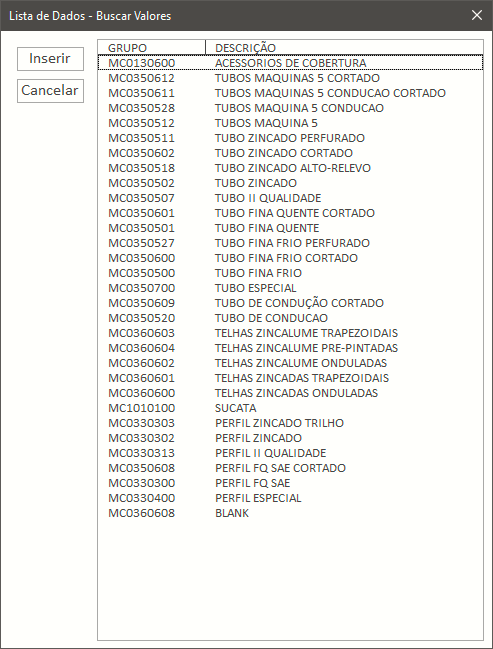 Lista de Dados - Buscar Valores
Inserir
Cancelar
GRUPO DESCRIÇÃO
MC0130600 ACESSORIOS DE COBERTURA
MC0350612 TUBOS MAQUINAS 5 CORTADO
MC0350611 TUBOS MAQUINAS 5 CONDUCAO CORTADO
MC0350528 TUBOS MAQUINA 5 CONDUCAO
MC0350512 TUBOS MAQUINA 5
MC0350511 TUBO ZINCADO PERFURADO
MC0350602 TUBO ZINCADO CORTADO
MC0350518 TUBO ZINCADO ALTO-RELEVO
MC0350502 TUBO ZINCADO
MC0350507 TUBO II QUALIDADE
MC0350601 TUBO FINA QUENTE CORTADO
MC0350501 TUBO FINA QUENTE
MC0350527 TUBO FINA FRIO PERFURADO
MC0350600 TUBO FINA FRIO CORTADO
MC0350500 TUBO FINA FRIO
MC0350700 TUBO ESPECIAL
MC0350609 TUBO DE CONDUÇÃO CORTADO
MC0350520 TUBO DE CONDUCAO
MC0360603 TELHAS ZINCALUME TRAPEZOIDAIS
MC0360604 TELHAS ZINCALUME PRE-PINTADAS
MC0360602 TELHAS ZINCALUME ONDULADAS
MC0360601 TELHAS ZINCADAS TRAPEZOIDAIS
MC0360600 TELHAS ZINCADAS ONDULADAS
MC1010100 SUCATA
MC0330303 PERFIL ZINCADO TRILHO
MC0330302 PERFIL ZINCADO
MC0330313 PERFIL II QUALIDADE
MC0350608 PERFIL FQ SAE CORTADO
MC0330300 PERFIL FQ SAE
MC0330400 PERFIL ESPECIAL
MC0360608 BLANK